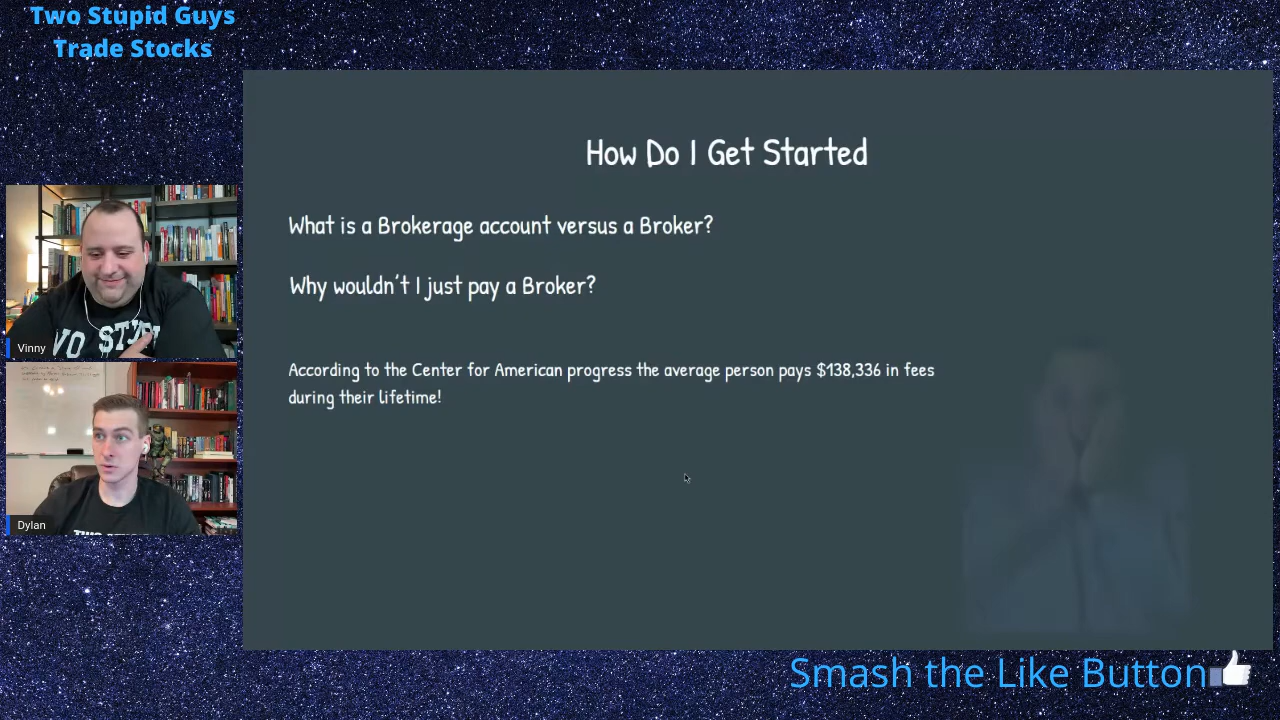 Two Stupid Guys
Trade Stocks
How Do I Get Started
What is a Brokerage account versus a Broker?
Why wouldn't I just pay a Broker?
According to the Center for American progress the average person pays $138,336 in fees
during their lifetime!
Vinny
Dylan
Smash the Like Button